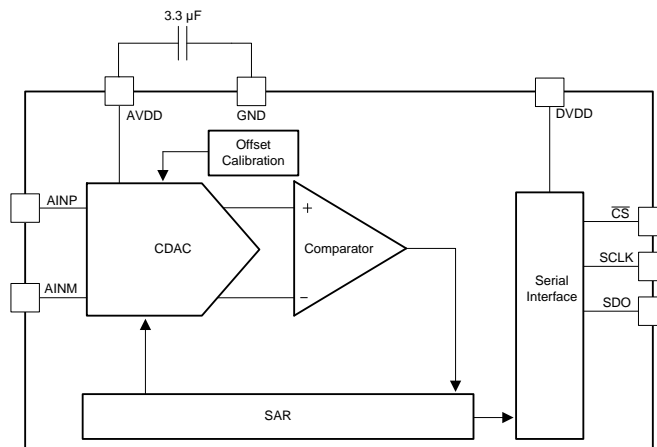 3.3 µF
AVDD
GND
DVDD
Offset
Calibration
AINP
CDAC
+
Comparator
CS
SCLK
Serial
Interface
AINM
−
SDO
SAR